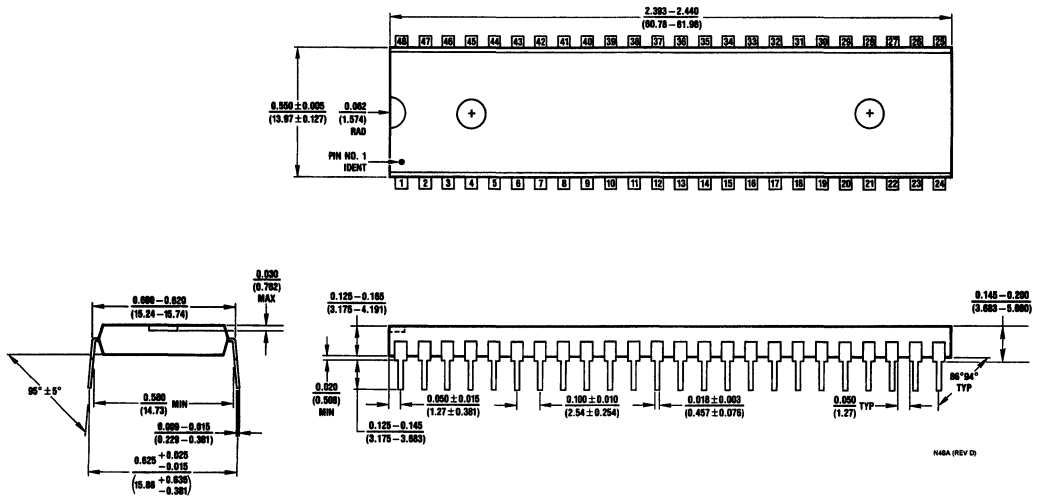 2.393–2.440
(60.78–61.98)
48 47 46 45 44 43 42 41 40 39 38 37 36 35 34 33 32 31 30 29 28 27 26 25
0.550 ± 0.005
(13.97 ± 0.127)
0.062
(1.574)
RAD
PIN NO. 1
IDENT
1 2 3 4 5 6 7 8 9 10 11 12 13 14 15 16 17 18 19 20 21 22 23 24
0.030
(0.762)
MAX
0.600–0.620
(15.24–15.74)
95° ± 5°
0.580
(14.73)
MIN
0.009–0.015
(0.229–0.381)
0.625 +0.025
−0.015
(15.88 +0.635
−0.381)
0.125–0.165
(3.175–4.191)
0.145–0.200
(3.683–5.080)
0.020
(0.508)
MIN
0.050 ± 0.015
(1.27 ± 0.381)
0.100 ± 0.010
(2.54 ± 0.254)
0.018 ± 0.003
(0.457 ± 0.076)
0.050
(1.27)
TYP
86°94°
TYP
0.125–0.145
(3.175–3.683)
N48A (REV D)